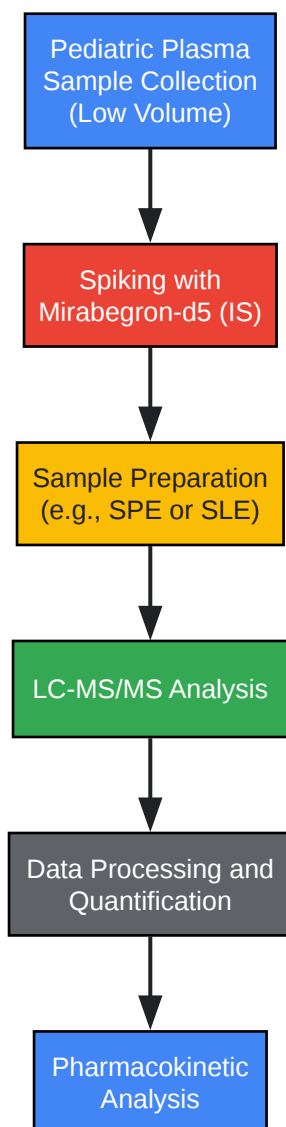 Pediatric Plasma
Sample Collection
(Low Volume)
Spiking with
Mirabegron-d5 (IS)
Sample Preparation
(e.g., SPE or SLE)
LC-MS/MS Analysis
Data Processing and
Quantification
Pharmacokinetic
Analysis